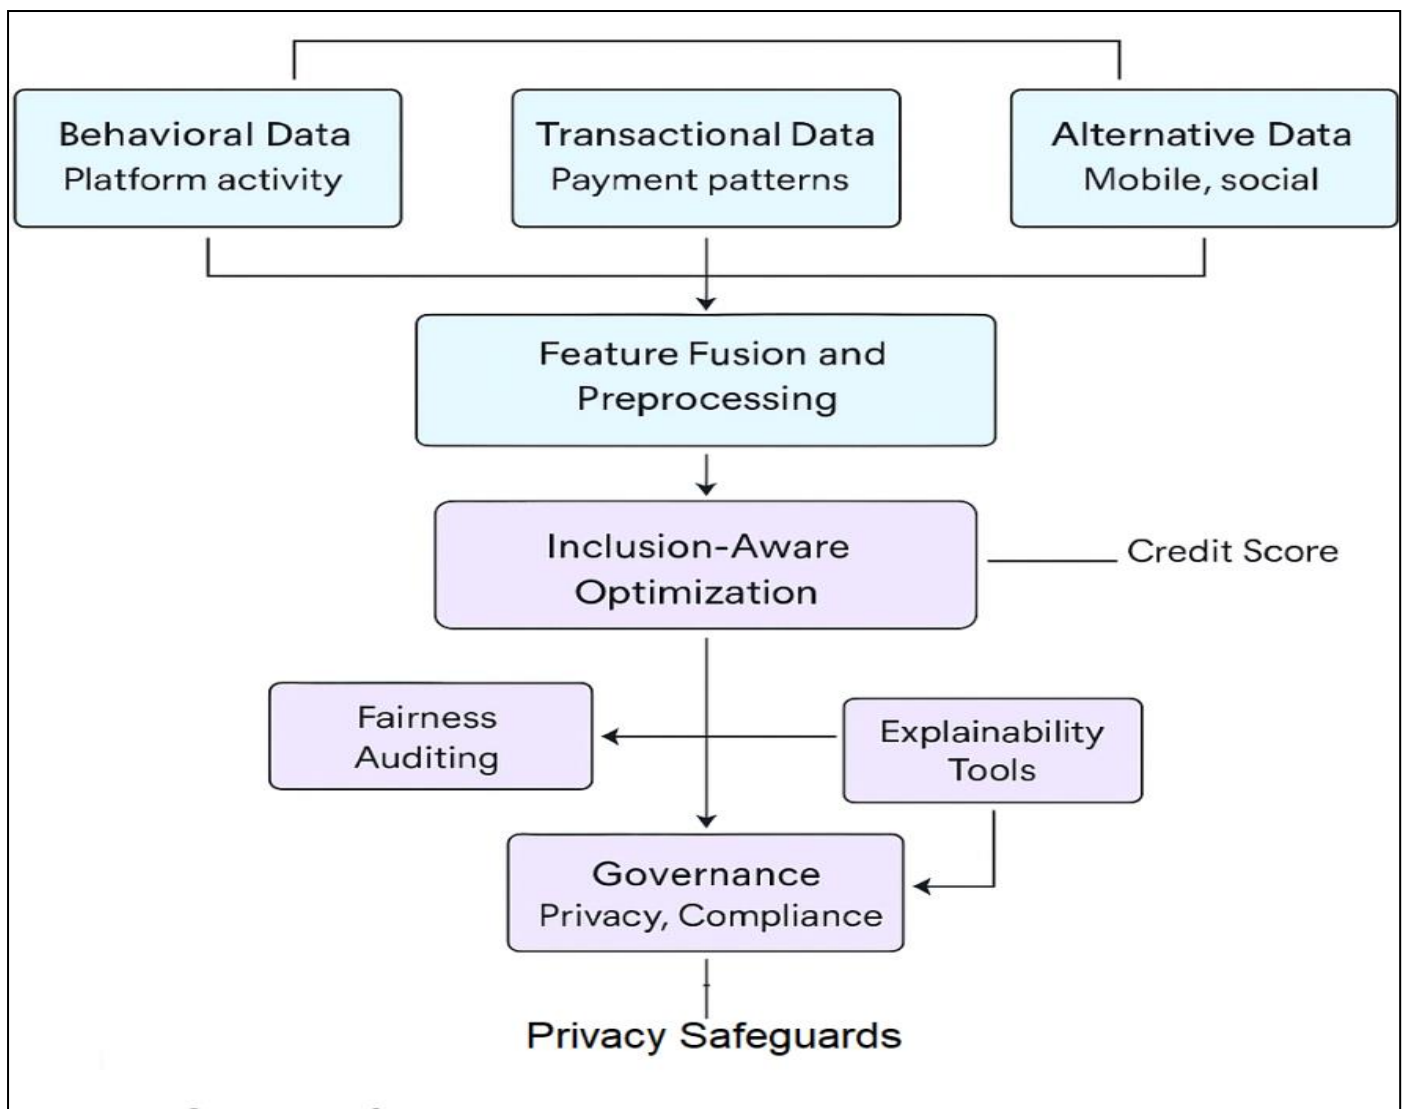 Behavioral Data
Platform activity
Transactional Data
Payment patterns
Alternative Data
Mobile, social
Feature Fusion and
Preprocessing
Inclusion-Aware
Optimization
Credit Score
Fairness
Auditing
Explainability
Tools
Governance
Privacy, Compliance
Privacy Safeguards